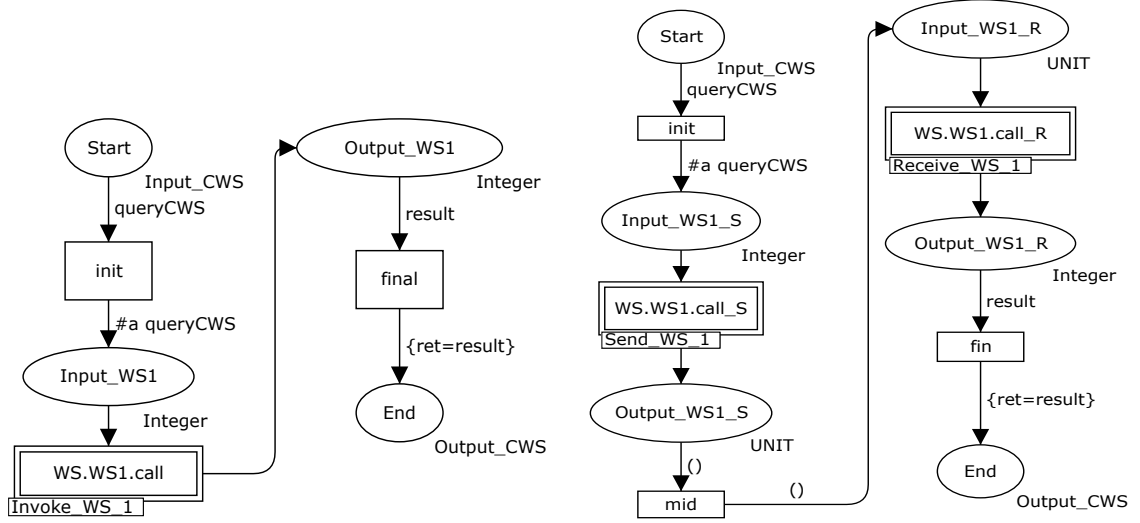 Start
Input_CWS
queryCWS
init
#a queryCWS
Input_WS1
Integer
WS.WS1.call
Invoke_WS_1
Output_WS1
Integer
result
final
{ret=result}
End
Output_CWS
Start
Input_CWS
queryCWS
init
#a queryCWS
Input_WS1_S
Integer
WS.WS1.call_S
Send_WS_1
Output_WS1_S
UNIT
()
mid
()
Input_WS1_R
UNIT
WS.WS1.call_R
Receive_WS_1
Output_WS1_R
Integer
result
fin
{ret=result}
End
Output_CWS